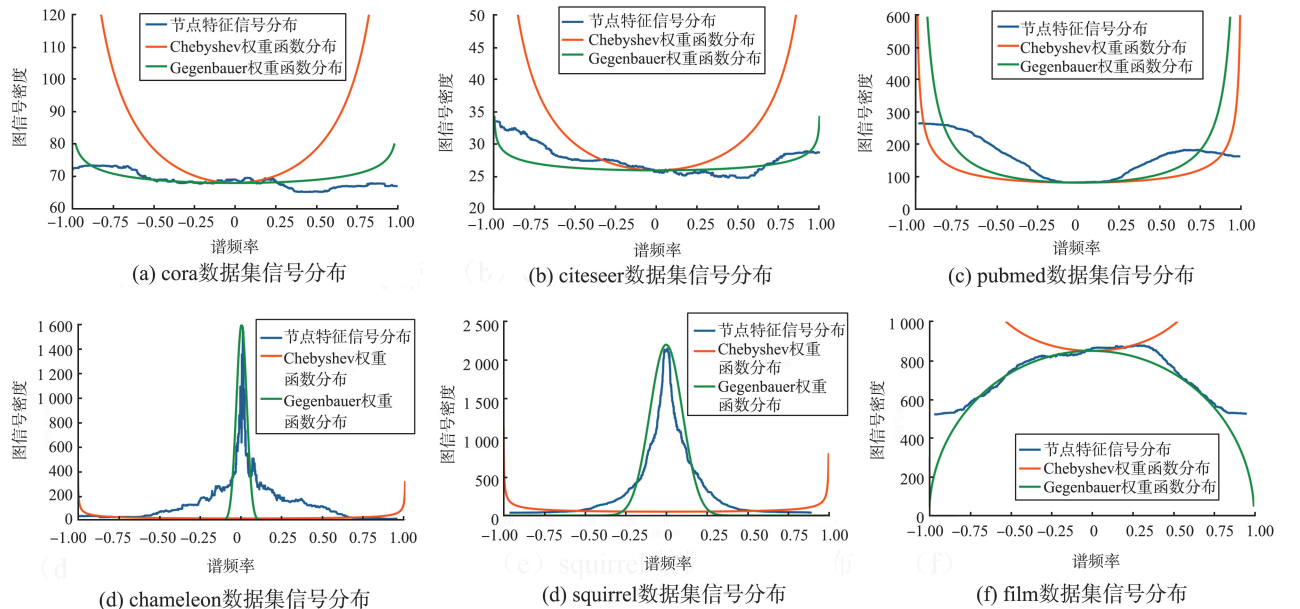 图信号密度
120
110
100
90
80
70
60
节点特征信号分布
Chebyshev权重函数分布
Gegenbauer权重函数分布
−1.00 −0.75 −0.50 −0.25 0 0.25 0.50 0.75 1.00
谱频率
(a) cora数据集信号分布
图信号密度
50
45
40
35
30
25
20
节点特征信号分布
Chebyshev权重函数分布
Gegenbauer权重函数分布
−1.00 −0.75 −0.50 −0.25 0 0.25 0.50 0.75 1.00
谱频率
(b) citeseer数据集信号分布
图信号密度
600
500
400
300
200
100
0
节点特征信号分布
Chebyshev权重函数分布
Gegenbauer权重函数分布
−1.00 −0.75 −0.50 −0.25 0 0.25 0.50 0.75 1.00
谱频率
(c) pubmed数据集信号分布
图信号密度
1 600
1 400
1 200
1 000
800
600
400
200
0
节点特征信号分布
Chebyshev权重
函数分布
Gegenbauer权重
函数分布
−1.00 −0.75 −0.50 −0.25 0 0.25 0.50 0.75 1.00
谱频率
(d) chameleon数据集信号分布
图信号密度
2 500
2 000
1 500
1 000
500
0
节点特征信号分布
Chebyshev权重
函数分布
Gegenbauer权重
函数分布
−1.00 −0.75 −0.50 −0.25 0 0.25 0.50 0.75 1.00
谱频率
(e) squirrel
(d) squirrel数据集信号分布
图信号密度
1 000
800
600
400
200
0
节点特征信号分布
Chebyshev权重函数分布
Gegenbauer权重函数分布
−1.00 −0.75 −0.50 −0.25 0 0.25 0.50 0.75 1.00
谱频率
(f)
(f) film数据集信号分布